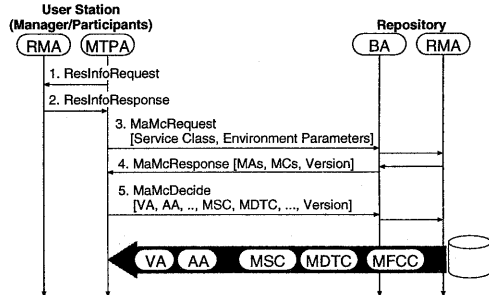 User Station
(Manager/Participants)
Repository
RMA
MTPA
BA
RMA
1. ResInfoRequest
2. ResInfoResponse
3. MaMcRequest
[Service Class, Environment Parameters]
4. MaMcResponse [MAs, MCs, Version]
5. MaMcDecide
[VA, AA, .., MSC, MDTC, ..., Version]
VA
AA
MSC
MDTC
MFCC